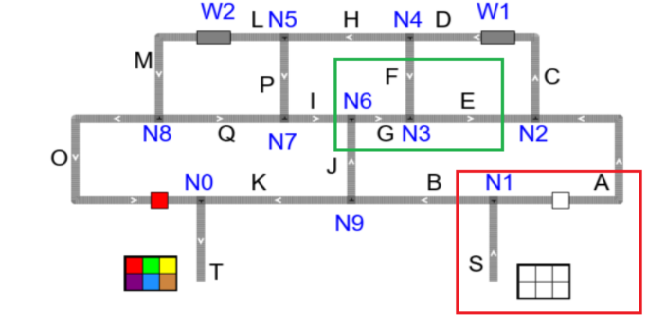 W2 L N5 H N4 D W1
M P F C
I N6 E
N8 Q N7 G N3 N2
O J
N0 K B N1 A
N9
T S